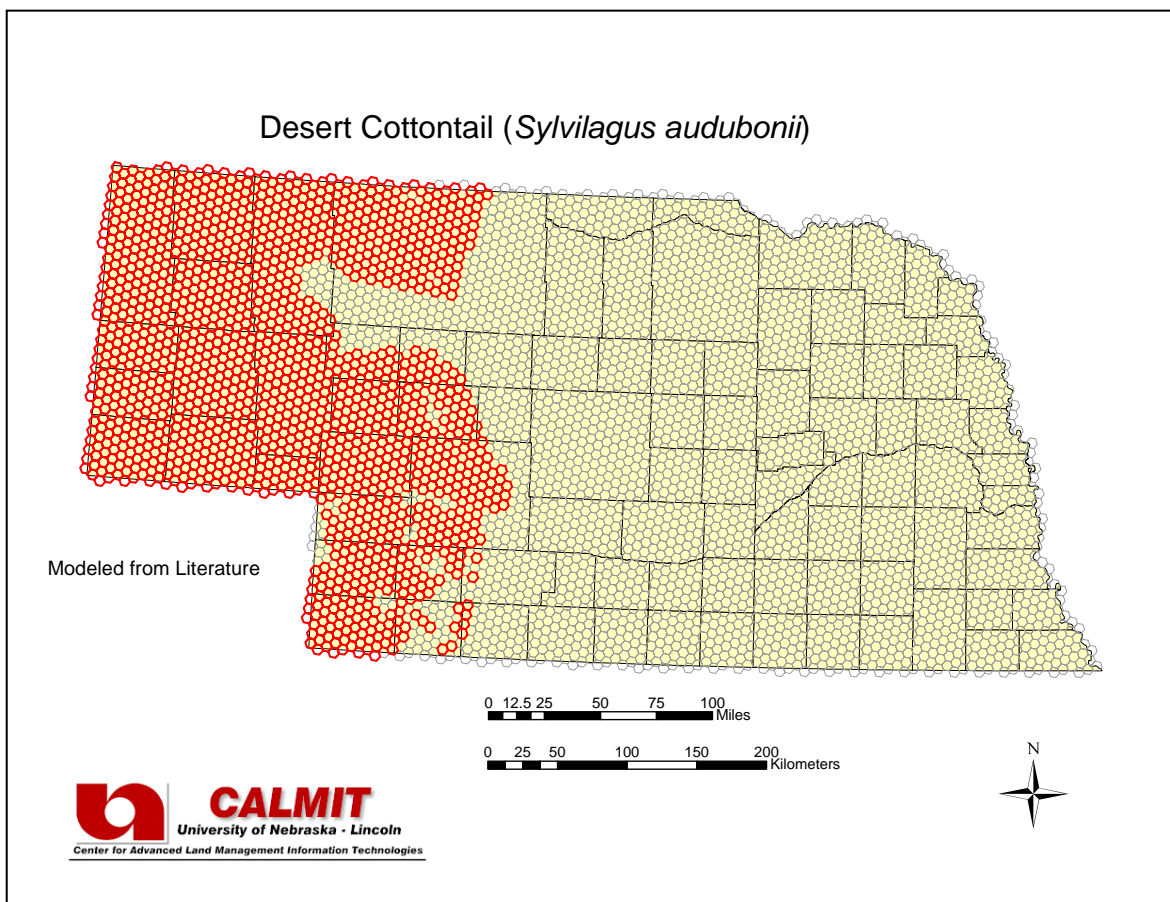 Desert Cottontail (Sylvilagus audubonii)
Modeled from Literature
0 12.5 25 50 75 100
Miles
0 25 50 100 150 200
Kilometers
N
CALMIT
University of Nebraska - Lincoln
Center for Advanced Land Management Information Technologies